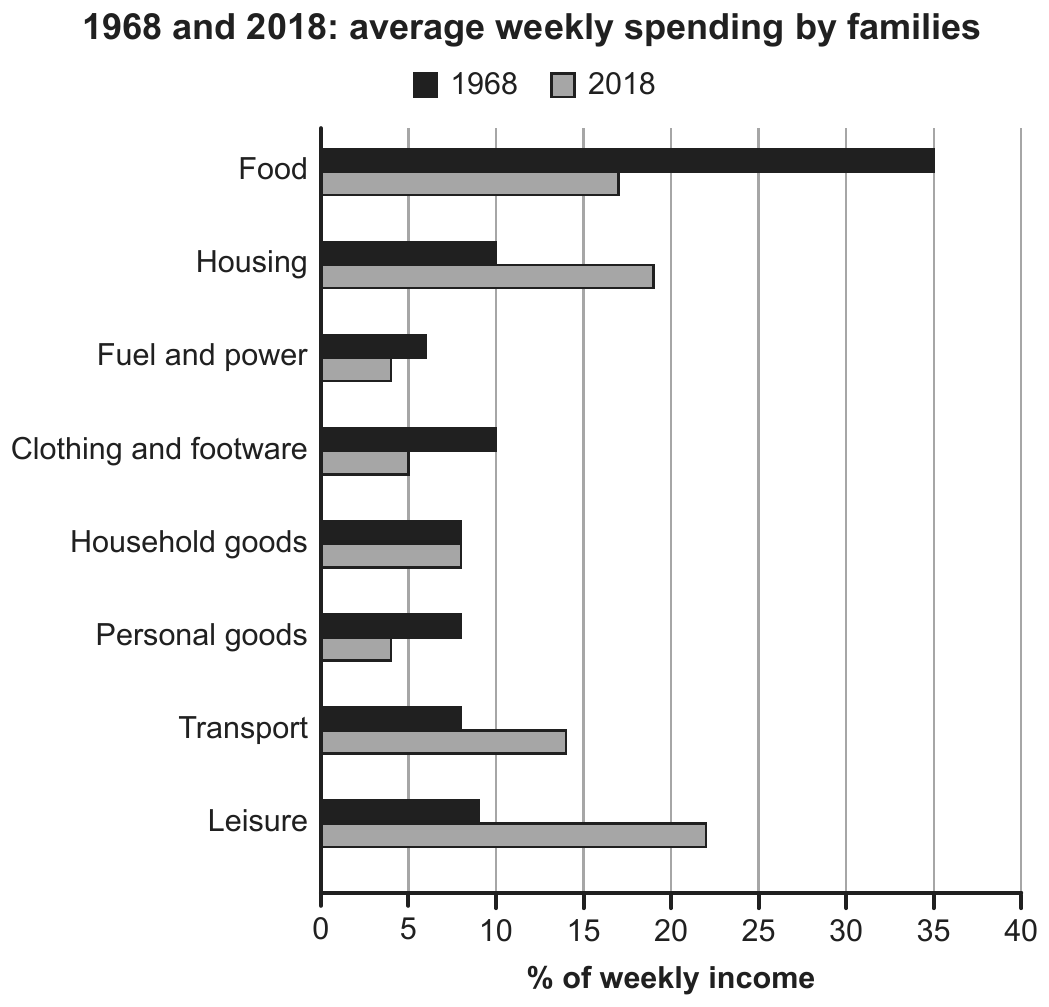 1968 and 2018: average weekly spending by families
1968 2018
Food
Housing
Fuel and power
Clothing and footware
Household goods
Personal goods
Transport
Leisure
0 5 10 15 20 25 30 35 40
% of weekly income